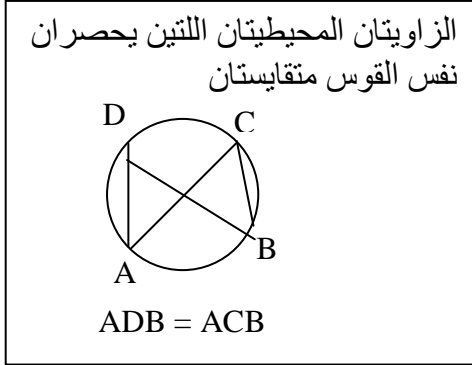 الزاويتان المحيطيتان اللتين يحصران
نفس القوس متقايستان
D
C
B
A
ADB = ACB